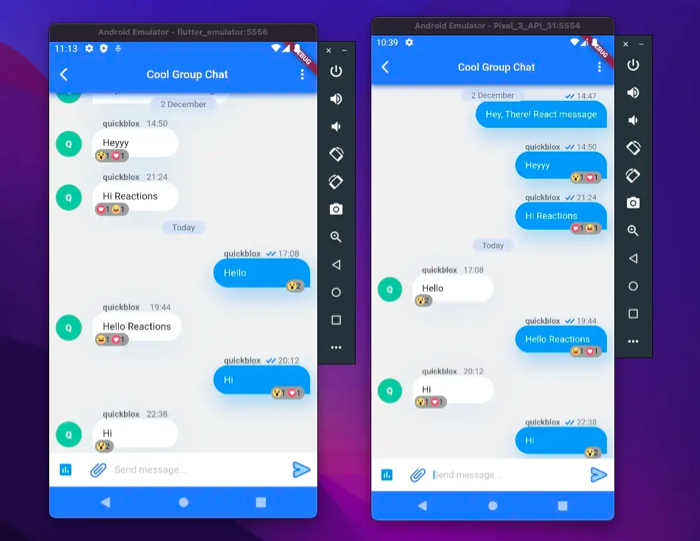 Android Emulator - flutter_emulator:5556
11:13
DEBUG
Cool Group Chat
2 December
quickblox 14:50
Q
Heyyy
1 1
quickblox 21:24
Q
Hi Reactions
1 1
Today
quickblox 17:08
Hello
2
quickblox 19:44
Q
Hello Reactions
1 1
quickblox 20:12
Hi
1 1
quickblox 22:38
Q
Hi
2
Send message...
Android Emulator - Pixel_3_API_31:5554
10:39
DEBUG
Cool Group Chat
2 December
14:47
Hey, There! React message
quickblox 14:50
Heyyy
1 1
quickblox 21:24
Hi Reactions
1 1
Today
quickblox 17:08
Q
Hello
2
quickblox 19:44
Hello Reactions
1 1
quickblox 20:12
Q
Hi
1 1
quickblox 22:38
Hi
2
Send message...